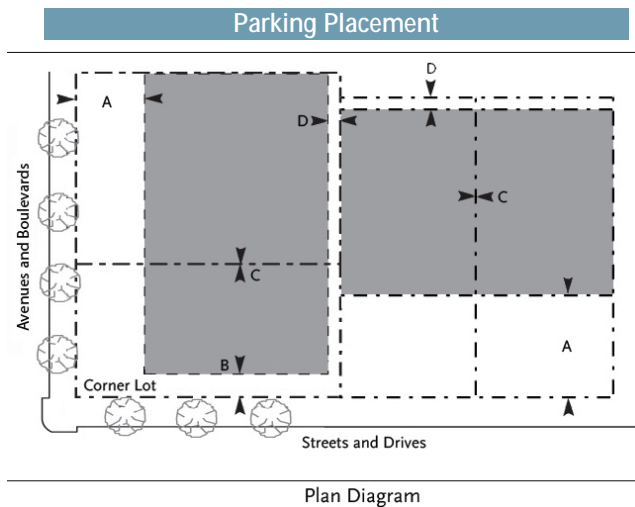 Parking Placement
D
A
D
C
Avenues and Boulevards
C
A
B
Corner Lot
Streets and Drives
Plan Diagram